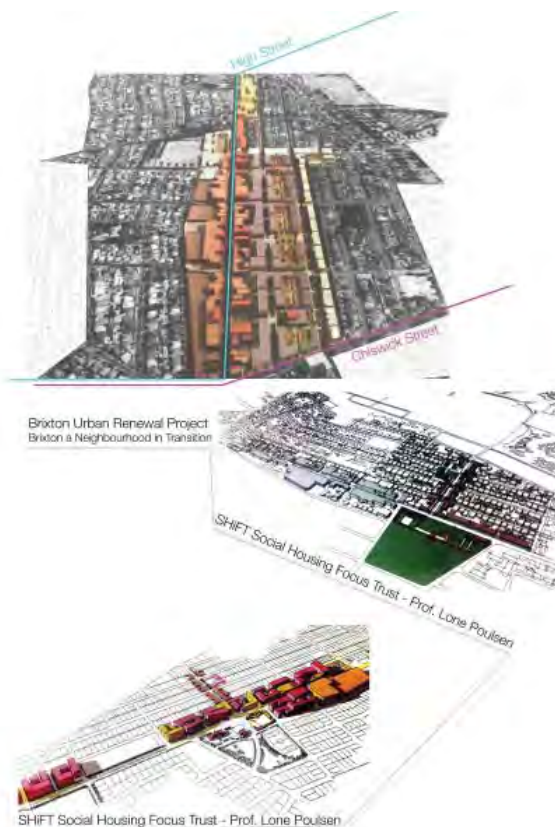 High Street
Chiswick Street
Brixton Urban Renewal Project
Brixton a Neighbourhood in Transition
SHiFT Social Housing Focus Trust - Prof. Lone Poulsen
SHiFT Social Housing Focus Trust - Prof. Lone Poulsen